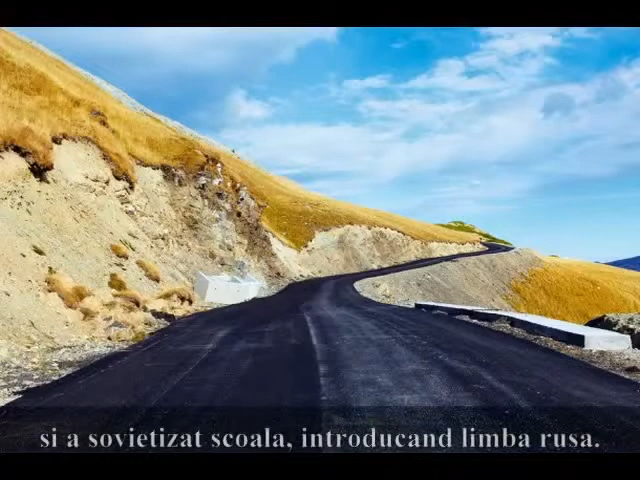 si a sovietizat scoala, introducand limba rusa.